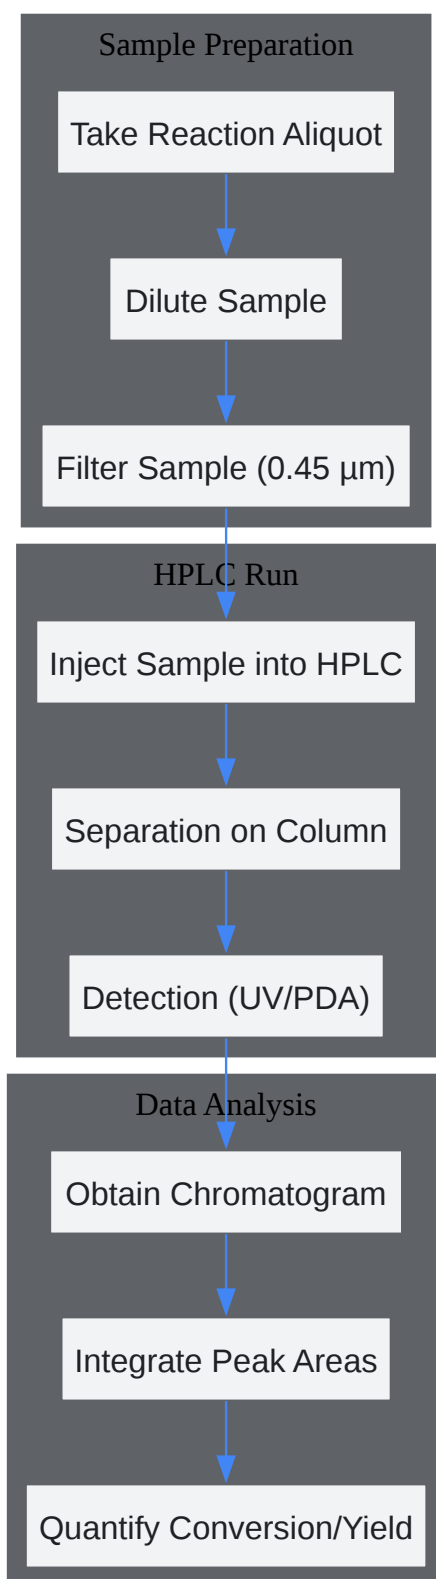 Sample Preparation
Take Reaction Aliquot
Dilute Sample
Filter Sample (0.45 µm)
HPLC Run
Inject Sample into HPLC
Separation on Column
Detection (UV/PDA)
Data Analysis
Obtain Chromatogram
Integrate Peak Areas
Quantify Conversion/Yield